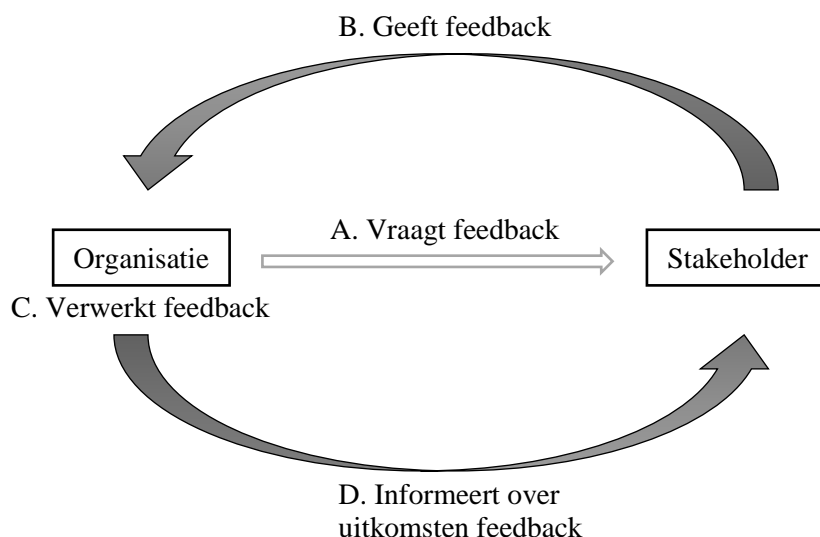 B. Geeft feedback
A. Vraagt feedback
Organisatie
Stakeholder
C. Verwerkt feedback
D. Informeert over
uitkomsten feedback